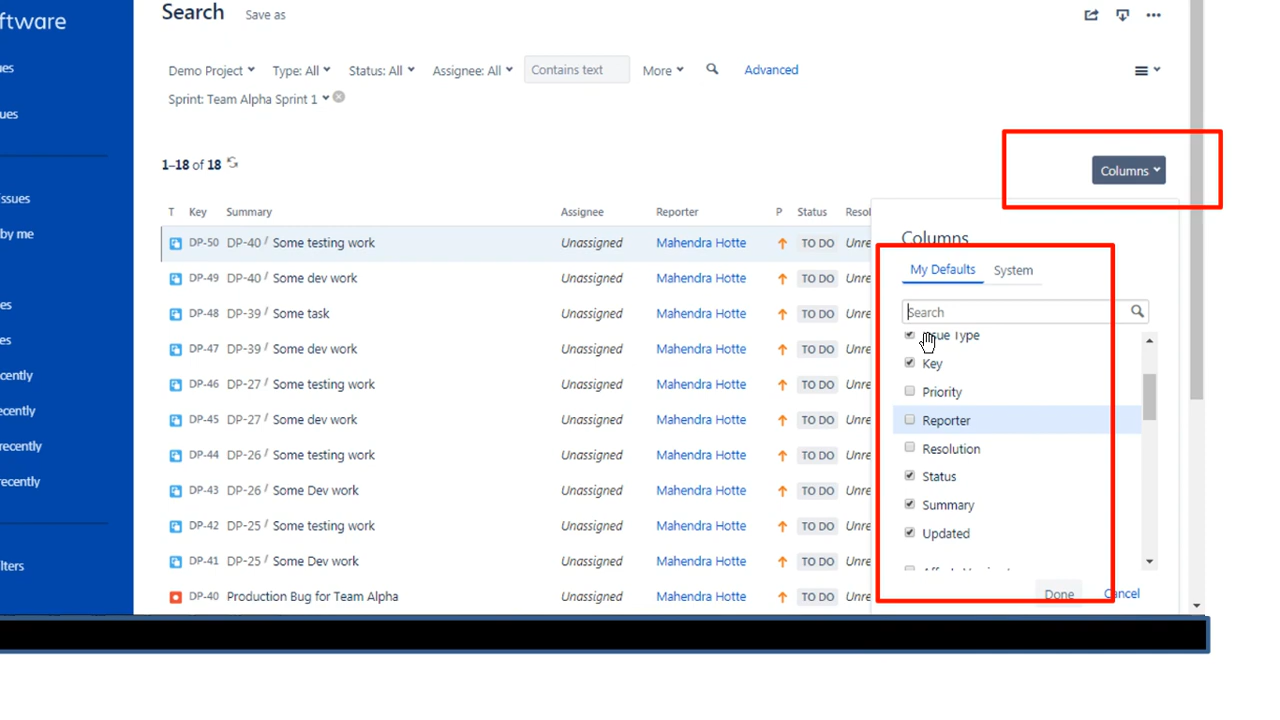 ftware
ues
ues
ssues
by me
es
es
cently
ecently
recently
ecently
lters
Search Save as
Demo Project Type: All Status: All Assignee: All Contains text More Advanced
Sprint: Team Alpha Sprint 1
1–18 of 18
Columns
T Key Summary Assignee Reporter P Status Resol
DP-50 DP-40 / Some testing work Unassigned Mahendra Hotte TO DO Unre
DP-49 DP-40 / Some dev work Unassigned Mahendra Hotte TO DO Unre
DP-48 DP-39 / Some task Unassigned Mahendra Hotte TO DO Unre
DP-47 DP-39 / Some dev work Unassigned Mahendra Hotte TO DO Unre
DP-46 DP-27 / Some testing work Unassigned Mahendra Hotte TO DO Unre
DP-45 DP-27 / Some dev work Unassigned Mahendra Hotte TO DO Unre
DP-44 DP-26 / Some testing work Unassigned Mahendra Hotte TO DO Unre
DP-43 DP-26 / Some Dev work Unassigned Mahendra Hotte TO DO Unre
DP-42 DP-25 / Some testing work Unassigned Mahendra Hotte TO DO Unre
DP-41 DP-25 / Some Dev work Unassigned Mahendra Hotte TO DO Unre
DP-40 Production Bug for Team Alpha Unassigned Mahendra Hotte TO DO
Columns
My Defaults System
Search
Issue Type
Key
Priority
Reporter
Resolution
Status
Summary
Updated
Done Cancel